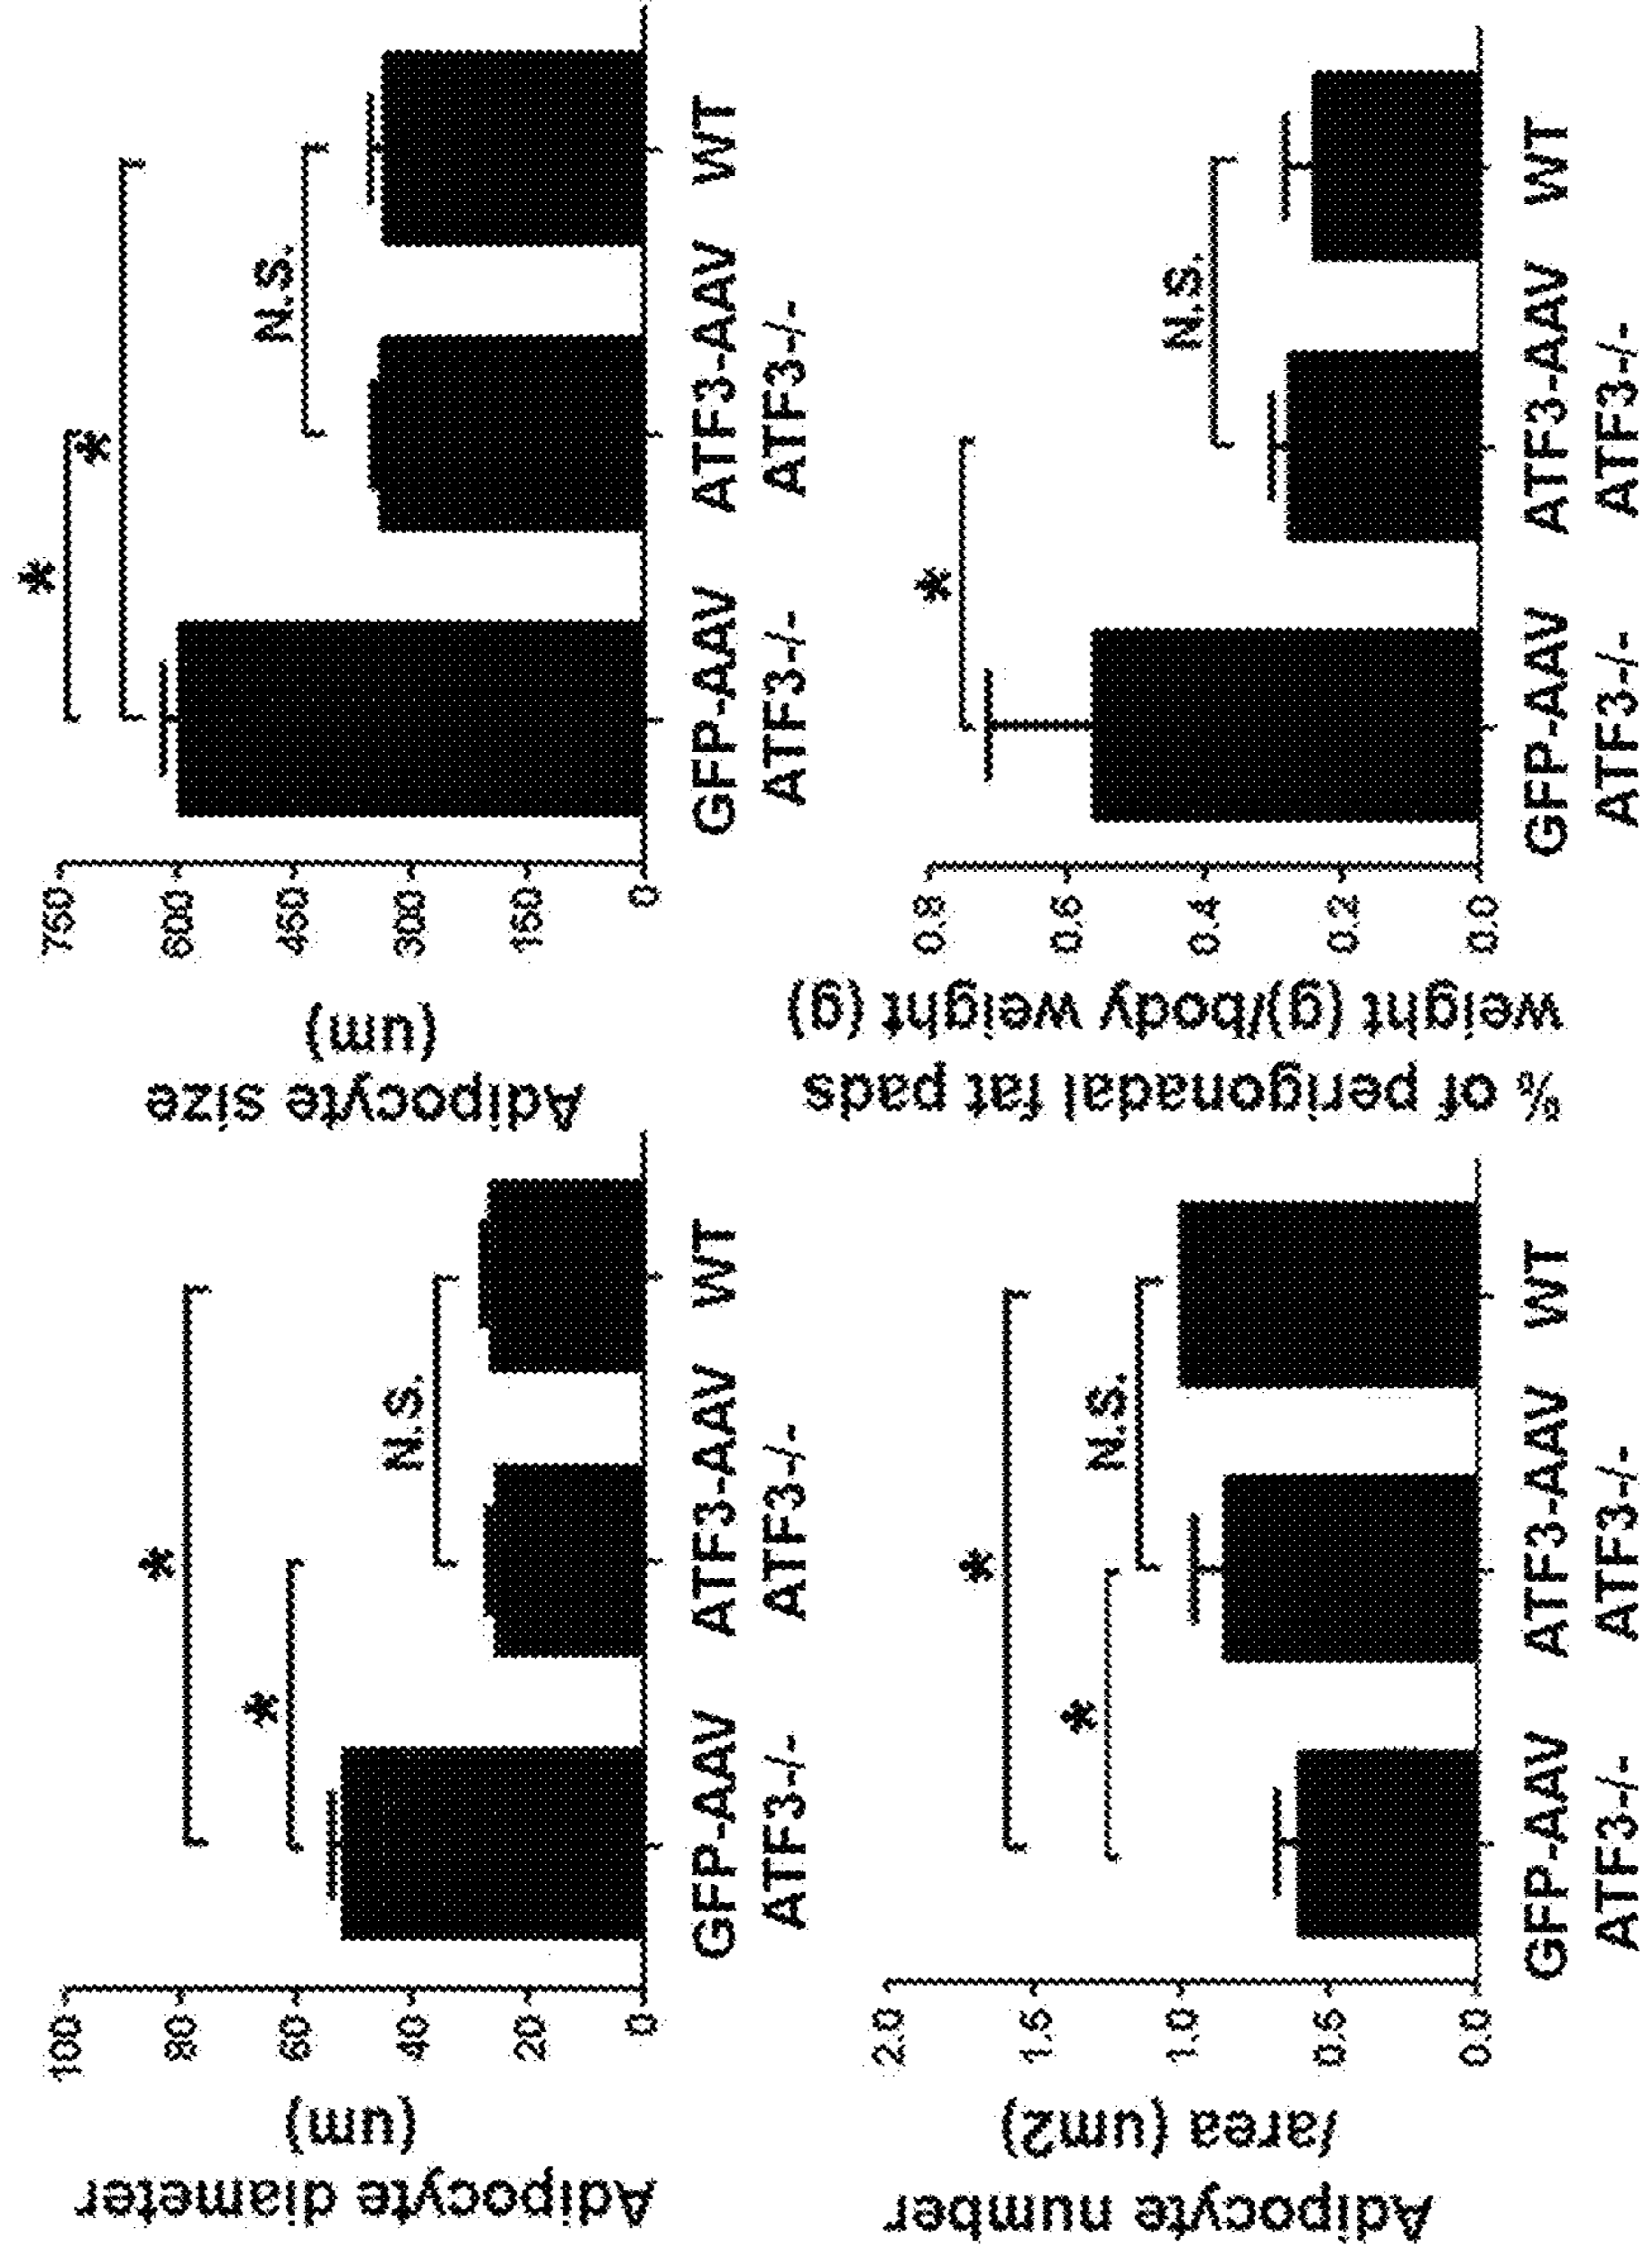 Adipocyte diameter
(um)
100
80
60
40
20
0
*
*
N.S.
GFP-AAV
ATF3-/-
ATF3-AAV
ATF3-/-
WT
Adipocyte size
(um)
750
600
450
300
150
0
*
*
N.S.
GFP-AAV
ATF3-/-
ATF3-AAV
ATF3-/-
WT
Adipocyte number
/area (um2)
2.0
1.5
1.0
0.5
0.0
*
*
N.S.
GFP-AAV
ATF3-/-
ATF3-AAV
ATF3-/-
WT
% of perigonadal fat pads
weight (g)/body weight (g)
0.8
0.6
0.4
0.2
0.0
*
N.S.
GFP-AAV
ATF3-/-
ATF3-AAV
ATF3-/-
WT